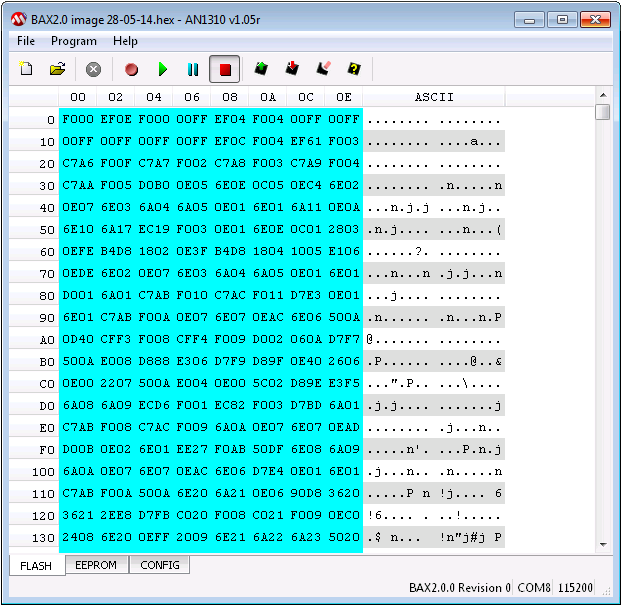 BAX2.0 image 28-05-14.hex - AN1310 v1.05r
File Program Help
00 02 04 06 08 0A 0C 0E ASCII
0 F000 EF0E F000 00FF EF04 F004 00FF 00FF ........ ........
10 00FF 00FF 00FF 00FF EF0C F004 EF61 F003 ........ ....a...
20 C7A6 F00F C7A7 F002 C7A8 F003 C7A9 F004 ........ ........
30 C7AA F005 D0B0 0E05 6E0E 0C05 0EC4 6E02 ........ .n.....n
40 0E07 6E03 6A04 6A05 0E01 6E01 6A11 0E0A ...n.j.j ...n.j..
50 6E10 6A17 EC19 F003 0E01 6E0E 0C01 2803 .n.j.... ...n...(
60 0EFE B4D8 1802 0E3F B4D8 1804 1005 E106 ......?. ........
70 0EDE 6E02 0E07 6E03 6A04 6A05 0E01 6E01 ...n...n .j.j...n
80 D001 6A01 C7AB F010 C7AC F011 D7E3 0E01 ...j.... ........
90 6E01 C7AB F00A 0E07 6E07 0EAC 6E06 500A .n...... .n...n.P
A0 0D40 CFF3 F008 CFF4 F009 D002 060A D7F7 @....... ........
B0 500A E008 D888 E306 D7F9 D89F 0E40 2606 .P...... ....@..&
C0 0E00 2207 500A E004 0E00 5C02 D89E E3F5 ...".P.. ...\....
D0 6A08 6A09 ECD6 F001 EC82 F003 D7BD 6A01 .j.j.... .......j
E0 C7AB F008 C7AC F009 6A0A 0E07 6E07 0EAD ........ .j...n..
F0 D00B 0E02 6E01 EE27 F0AB 50DF 6E08 6A09 .....n'. ...P.n.j
100 6A0A 0E07 6E07 0EAC 6E06 D7E4 0E01 6E01 .j...n.. .n.....n
110 C7AB F00A 500A 6E20 6A21 0E06 90D8 3620 .....P n !j.... 6
120 3621 2EE8 D7FB C020 F008 C021 F009 0EC0 !6.... . ..!.....
130 2408 6E20 0EFF 2009 6E21 6A22 6A23 5020 .$ n... !n"j#j P
FLASH EEPROM CONFIG
BAX2.0.0 Revision 0 COM8 115200